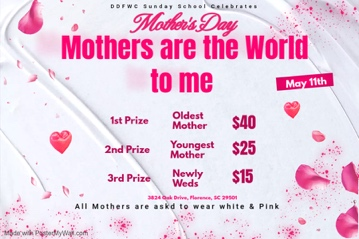 DDFWC Sunday School Celebrates
Mother's Day
Mothers are the World
to me
May 11th
1st Prize Oldest Mother $40
2nd Prize Youngest Mother $25
3rd Prize Newly Weds $15
3824 Oak Drive, Florence, SC 29501
All Mothers are askd to wear white & Pink
Made with PosterMyWall.com